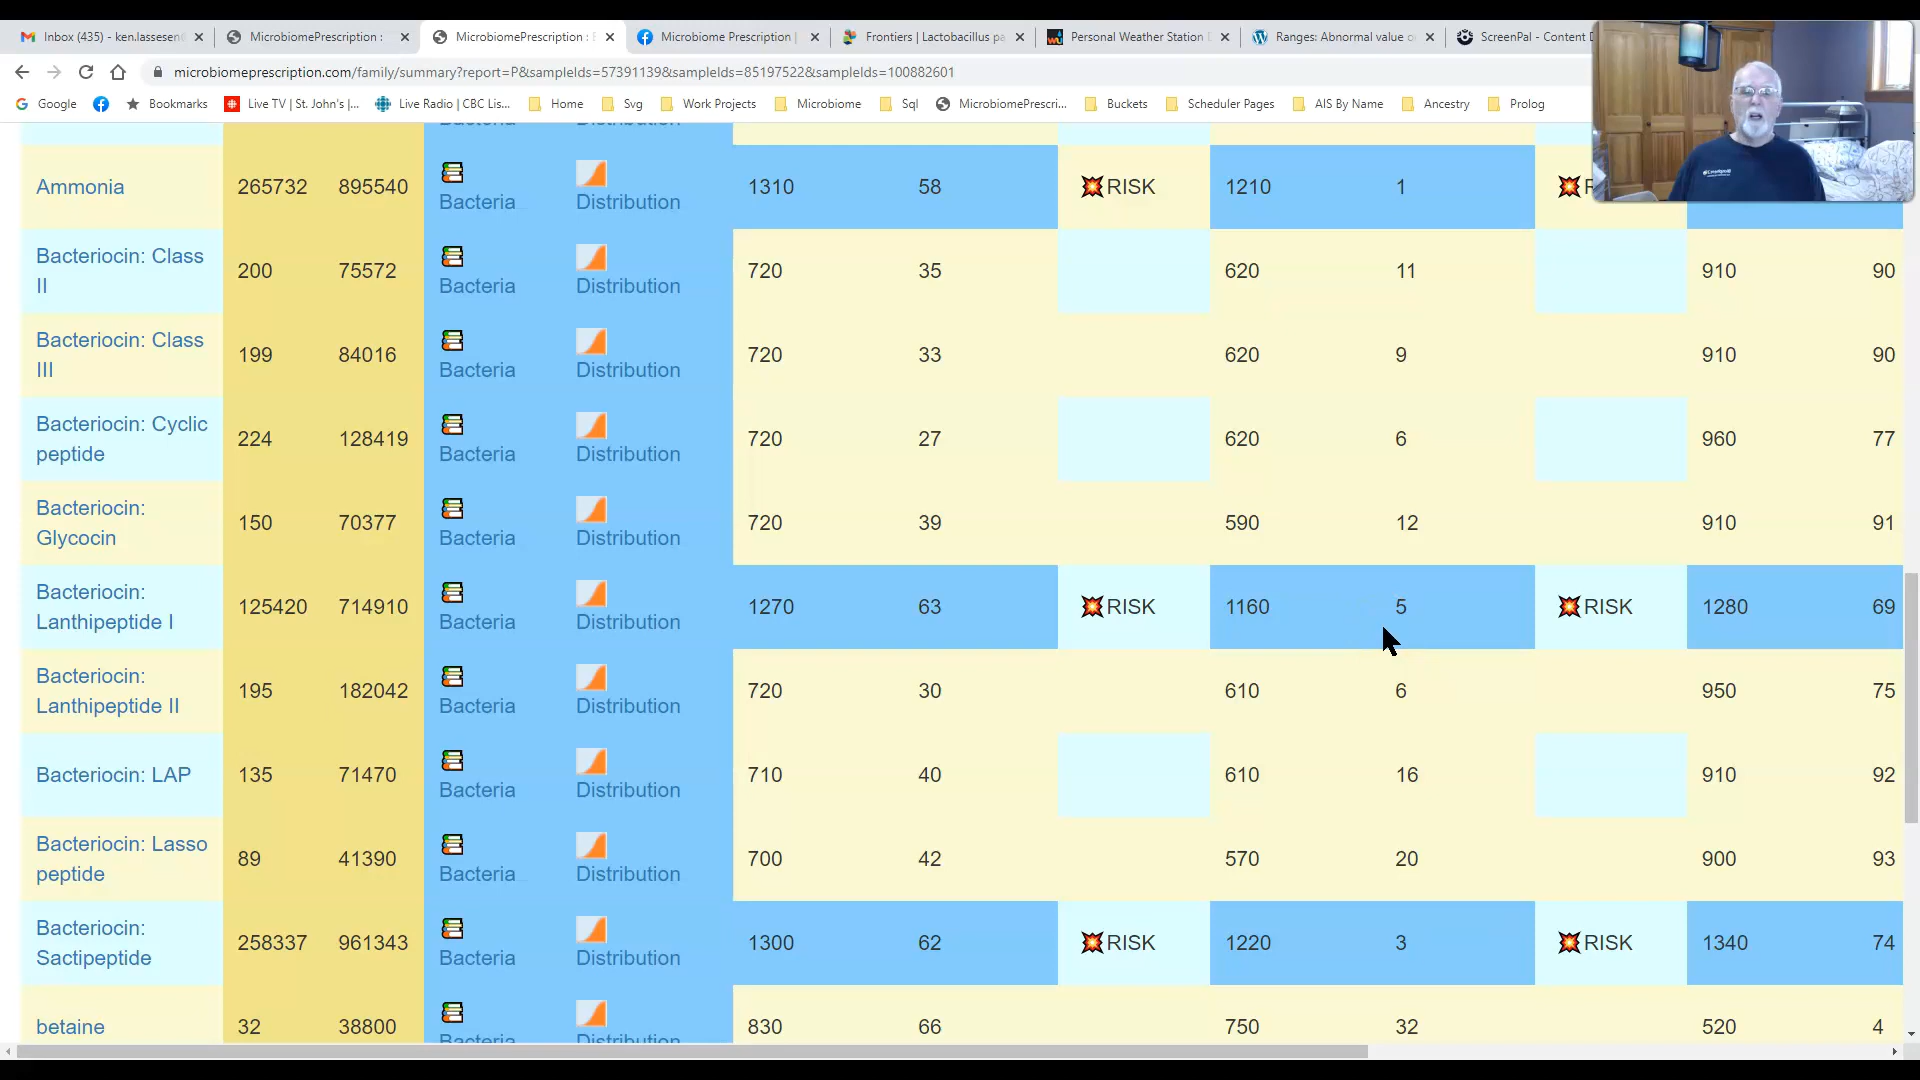 Inbox (435) - ken.lassesen
MicrobiomePrescription :
MicrobiomePrescription :
Microbiome Prescription |
Frontiers | Lactobacillus pa
Personal Weather Station D
Ranges: Abnormal value o
ScreenPal - Content D
microbiomeprescription.com/family/summary?report=P&sampleIds=57391139&sampleIds=85197522&sampleIds=100882601
Google Bookmarks Live TV | St. John's |... Live Radio | CBC Lis... Home Svg Work Projects Microbiome Sql MicrobiomePrescri... Buckets Scheduler Pages AIS By Name Ancestry Prolog
Bacteria Distribution
Ammonia 265732 895540 Bacteria Distribution 1310 58 💥RISK 1210 1
Bacteriocin: Class
II 200 75572 Bacteria Distribution 720 35 620 11 910 90
Bacteriocin: Class
III 199 84016 Bacteria Distribution 720 33 620 9 910 90
Bacteriocin: Cyclic
peptide 224 128419 Bacteria Distribution 720 27 620 6 960 77
Bacteriocin:
Glycocin 150 70377 Bacteria Distribution 720 39 590 12 910 91
Bacteriocin:
Lanthipeptide I 125420 714910 Bacteria Distribution 1270 63 💥RISK 1160 5 💥RISK 1280 69
Bacteriocin:
Lanthipeptide II 195 182042 Bacteria Distribution 720 30 610 6 950 75
Bacteriocin: LAP 135 71470 Bacteria Distribution 710 40 610 16 910 92
Bacteriocin: Lasso
peptide 89 41390 Bacteria Distribution 700 42 570 20 900 93
Bacteriocin:
Sactipeptide 258337 961343 Bacteria Distribution 1300 62 💥RISK 1220 3 💥RISK 1340 74
betaine 32 38800 Bacteria Distribution 830 66 750 32 520 4